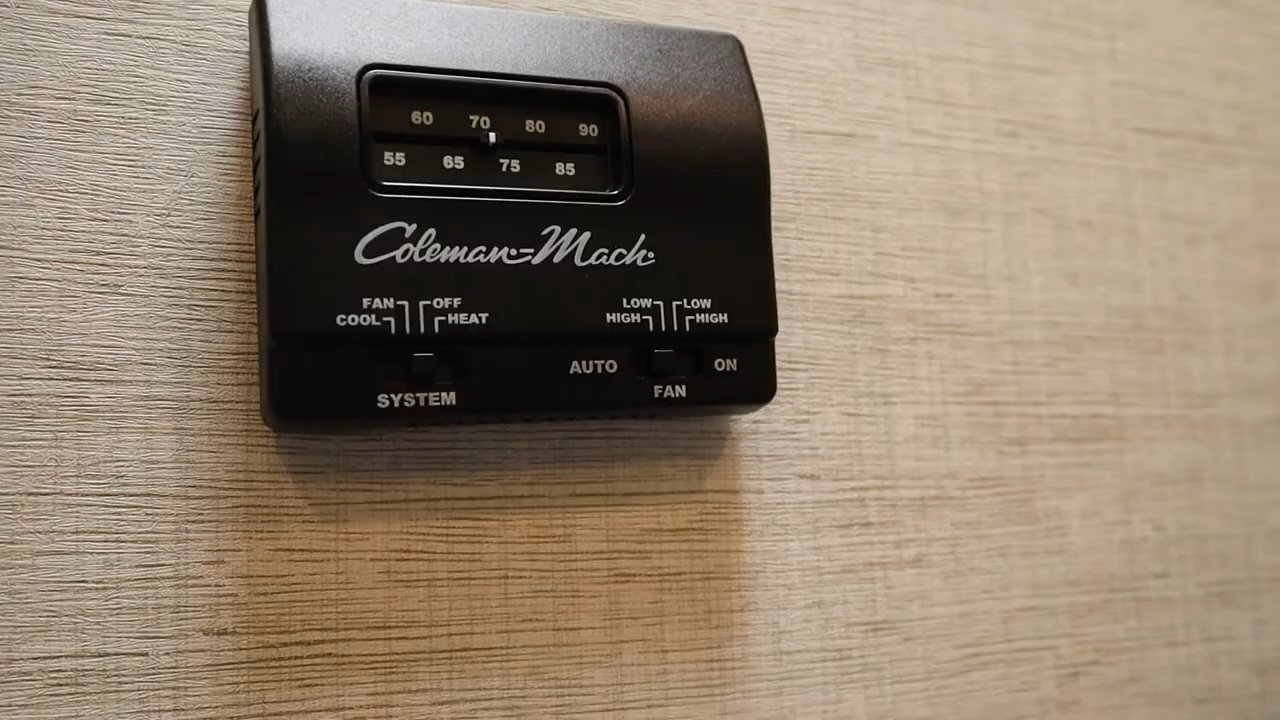 60 70 80 90
55 65 75 85
Coleman-Mach
FAN OFF LOW LOW
COOL HEAT HIGH HIGH
AUTO ON
SYSTEM FAN